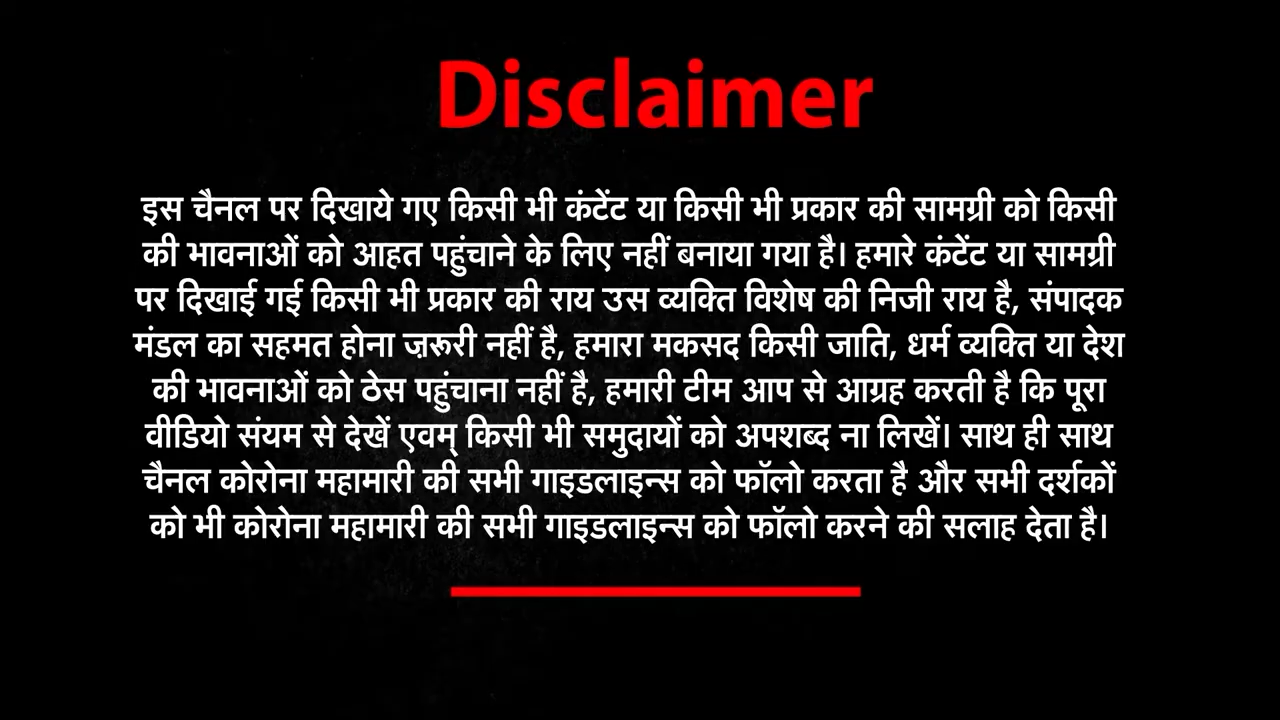 Disclaimer
इस चैनल पर दिखाये गए किसी भी कंटेंट या किसी भी प्रकार की सामग्री को किसी
की भावनाओं को आहत पहुंचाने के लिए नहीं बनाया गया है। हमारे कंटेंट या सामग्री
पर दिखाई गई किसी भी प्रकार की राय उस व्यक्ति विशेष की निजी राय है, संपादक
मंडल का सहमत होना ज़रूरी नहीं है, हमारा मकसद किसी जाति, धर्म व्यक्ति या देश
की भावनाओं को ठेस पहुंचाना नहीं है, हमारी टीम आप से आग्रह करती है कि पूरा
वीडियो संयम से देखें एवम् किसी भी समुदायों को अपशब्द ना लिखें। साथ ही साथ
चैनल कोरोना महामारी की सभी गाइडलाइन्स को फॉलो करता है और सभी दर्शकों
को भी कोरोना महामारी की सभी गाइडलाइन्स को फॉलो करने की सलाह देता है।